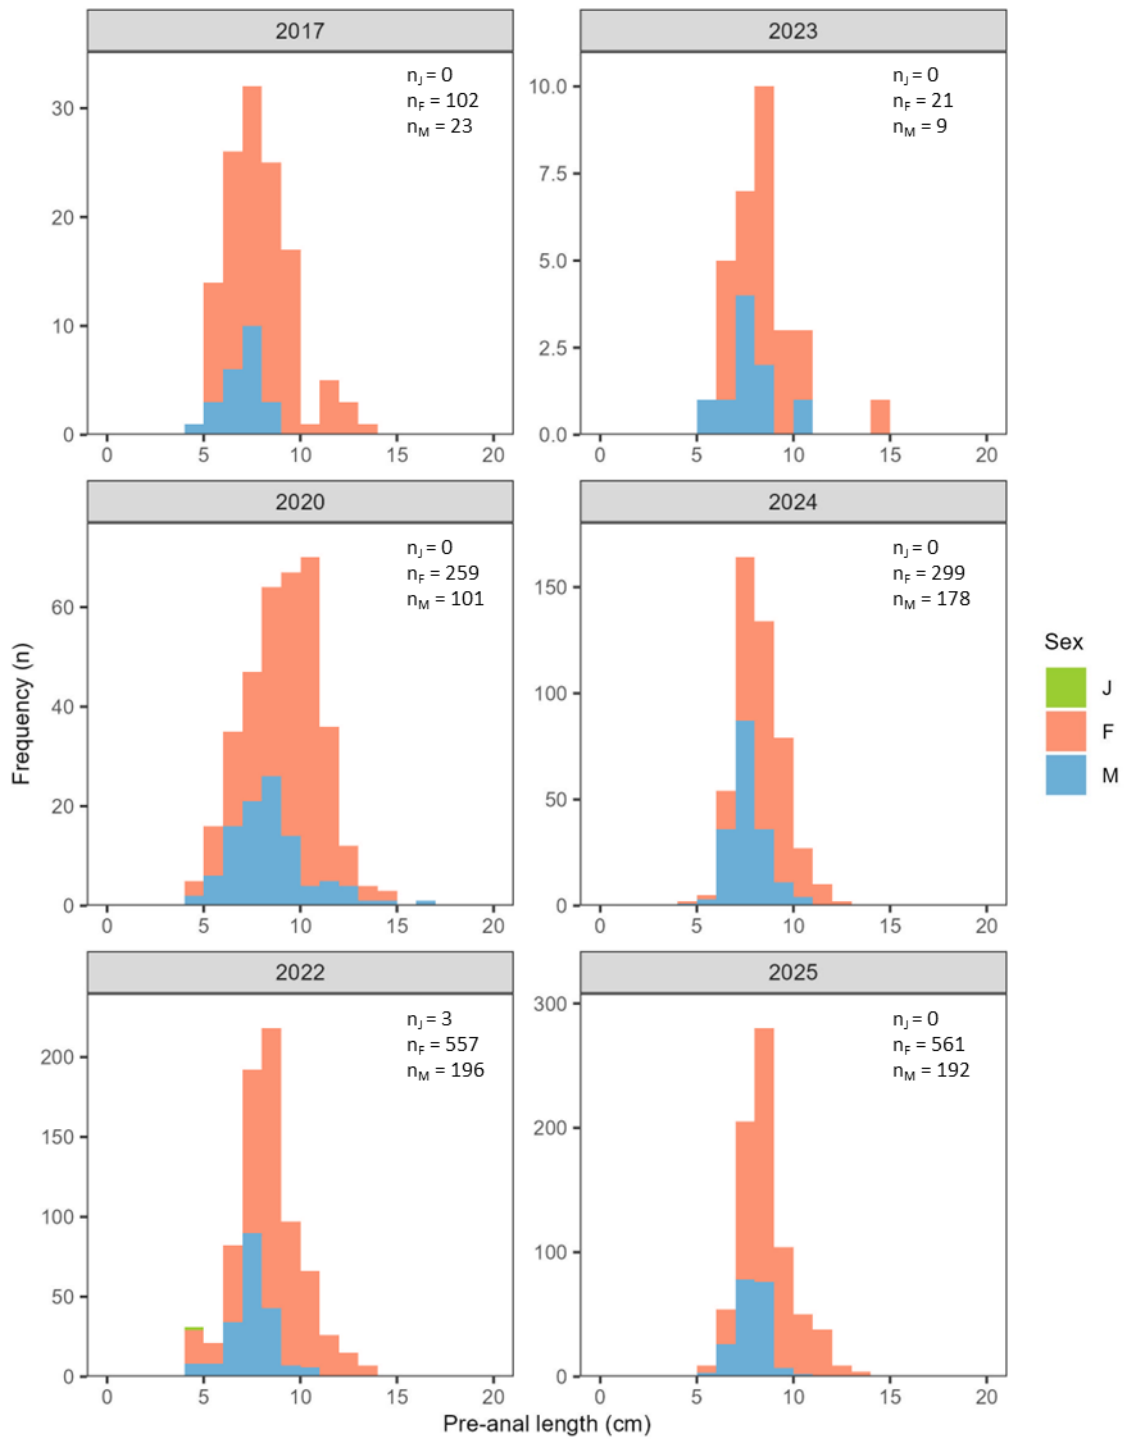 2017
nJ = 0
nF = 102
nM = 23
30
20
10
0
0 5 10 15 20
2023
nJ = 0
nF = 21
nM = 9
10.0
7.5
5.0
2.5
0.0
0 5 10 15 20
2020
nJ = 0
nF = 259
nM = 101
60
40
20
0
0 5 10 15 20
2024
nJ = 0
nF = 299
nM = 178
150
100
50
0
0 5 10 15 20
2022
nJ = 3
nF = 557
nM = 196
200
150
100
50
0
0 5 10 15 20
2025
nJ = 0
nF = 561
nM = 192
300
200
100
0
0 5 10 15 20
Frequency (n)
Pre-anal length (cm)
Sex
J
F
M